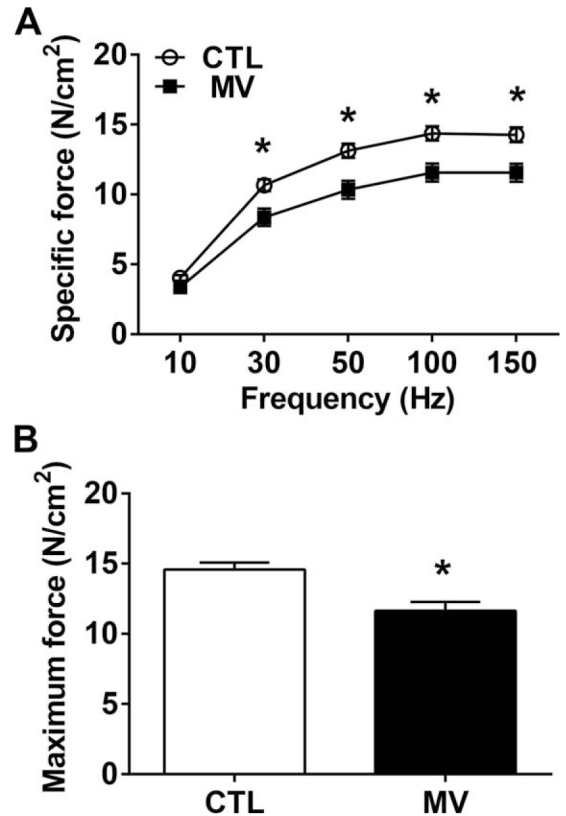 A
20
CTL
MV
15
* * * *
10
5
0
10 30 50 100 150
Specific force (N/cm²)
Frequency (Hz)
B
20
15
*
10
5
0
Maximum force (N/cm²)
CTL MV